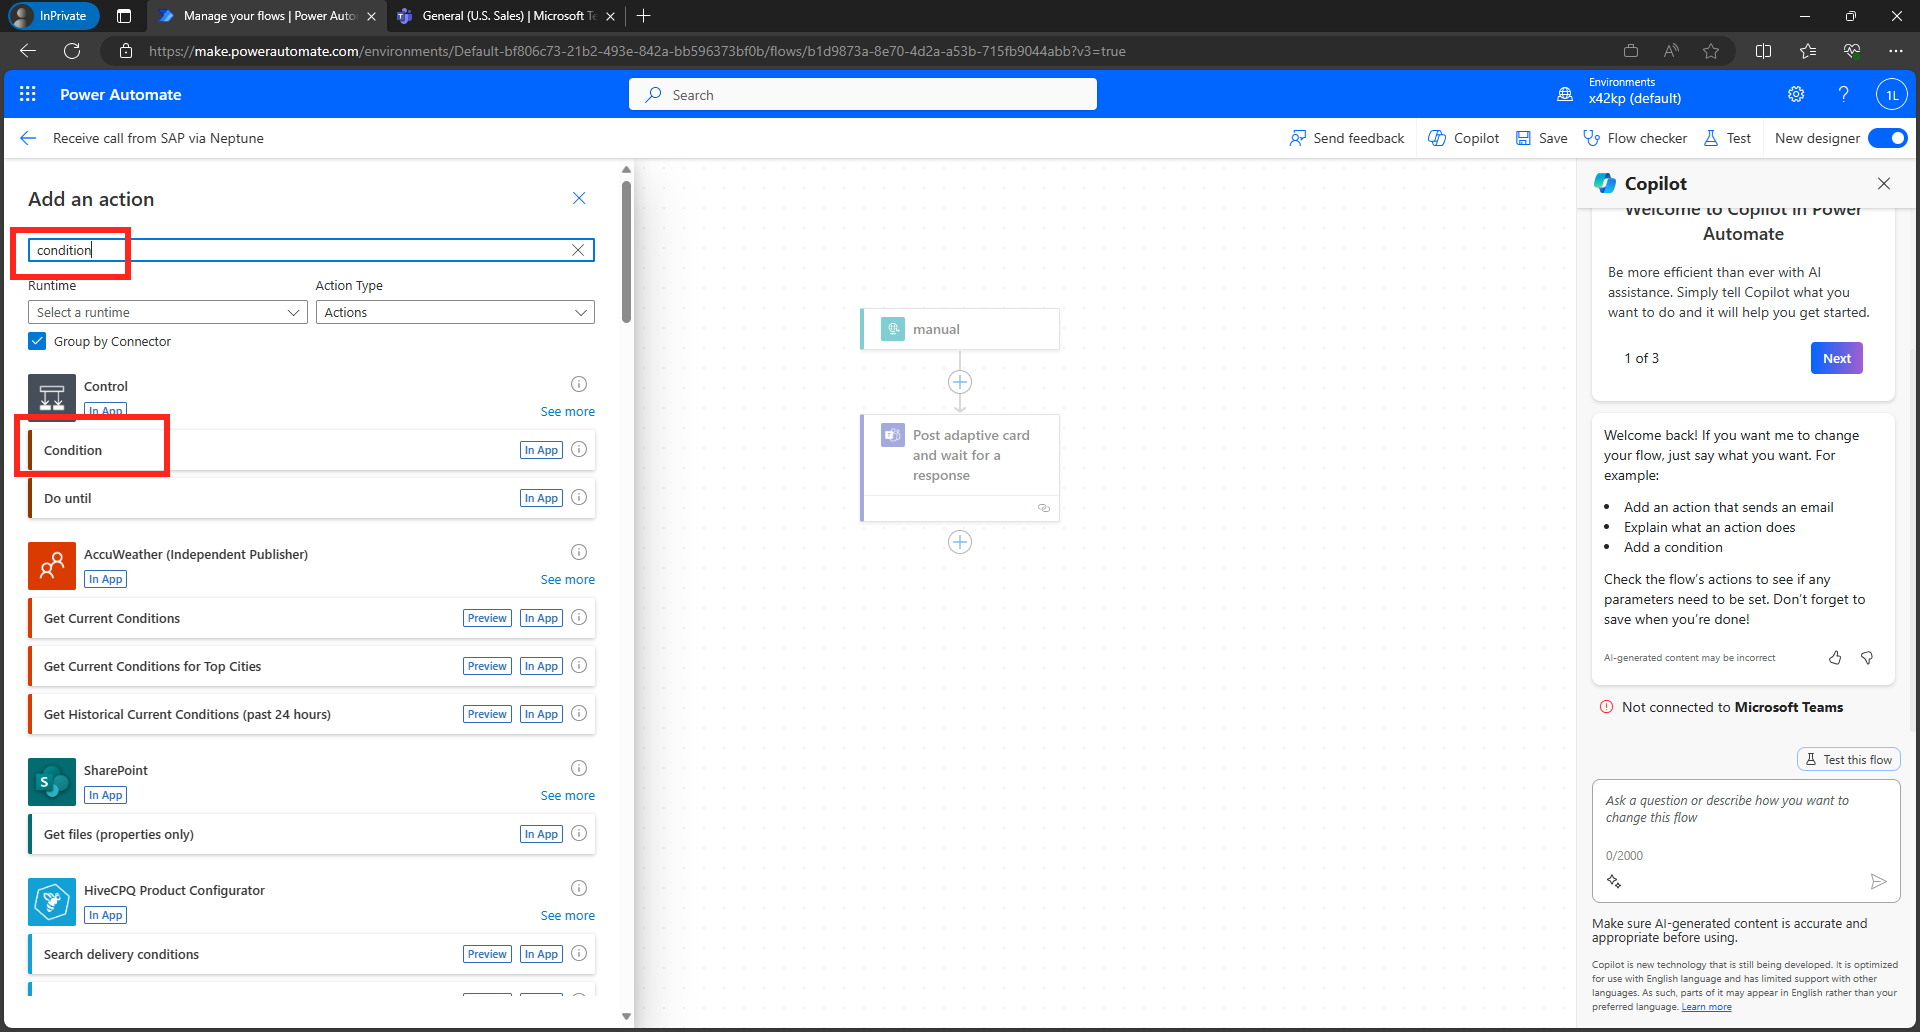 InPrivate
Manage your flows | Power Auto
General (U.S. Sales) | Microsoft Te
https://make.powerautomate.com/environments/Default-bf806c73-21b2-493e-842a-bb596373bf0b/flows/b1d9873a-8e70-4d2a-a53b-715fb9044abb?v3=true
Power Automate
Search
Environments
x42kp (default)
1L
Receive call from SAP via Neptune
Send feedback
Copilot
Save
Flow checker
Test
New designer
Add an action
condition
Runtime
Action Type
Select a runtime
Actions
Group by Connector
Control
In App
See more
Condition
In App
Do until
In App
AccuWeather (Independent Publisher)
In App
See more
Get Current Conditions
Preview
In App
Get Current Conditions for Top Cities
Preview
In App
Get Historical Current Conditions (past 24 hours)
Preview
In App
SharePoint
In App
See more
Get files (properties only)
In App
HiveCPQ Product Configurator
In App
See more
Search delivery conditions
Preview
In App
manual
Post adaptive card
and wait for a
response
Copilot
Welcome to Copilot in Power
Automate
Be more efficient than ever with AI
assistance. Simply tell Copilot what you
want to do and it will help you get started.
1 of 3
Next
Welcome back! If you want me to change
your flow, just say what you want. For
example:
• Add an action that sends an email
• Explain what an action does
• Add a condition
Check the flow's actions to see if any
parameters need to be set. Don't forget to
save when you're done!
AI-generated content may be incorrect
Not connected to Microsoft Teams
Test this flow
Ask a question or describe how you want to
change this flow
0/2000
Make sure AI-generated content is accurate and
appropriate before using.
Copilot is new technology that is still being developed. It is optimized
for use with English language and has limited support with other
languages. As such, parts of it may appear in English rather than your
preferred language. Learn more